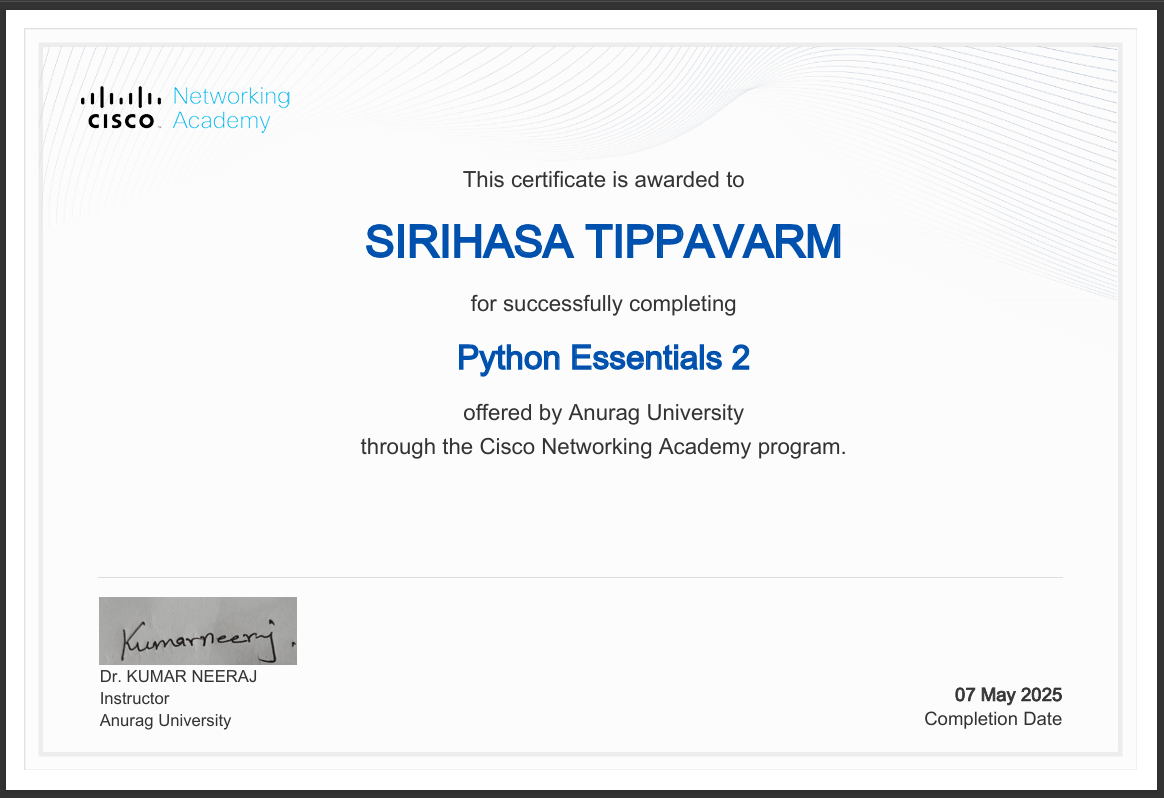 Networking
CISCO Academy
This certificate is awarded to
SIRIHASA TIPPAVARM
for successfully completing
Python Essentials 2
offered by Anurag University
through the Cisco Networking Academy program.
Kumarneeraj.
Dr. KUMAR NEERAJ
Instructor
Anurag University
07 May 2025
Completion Date